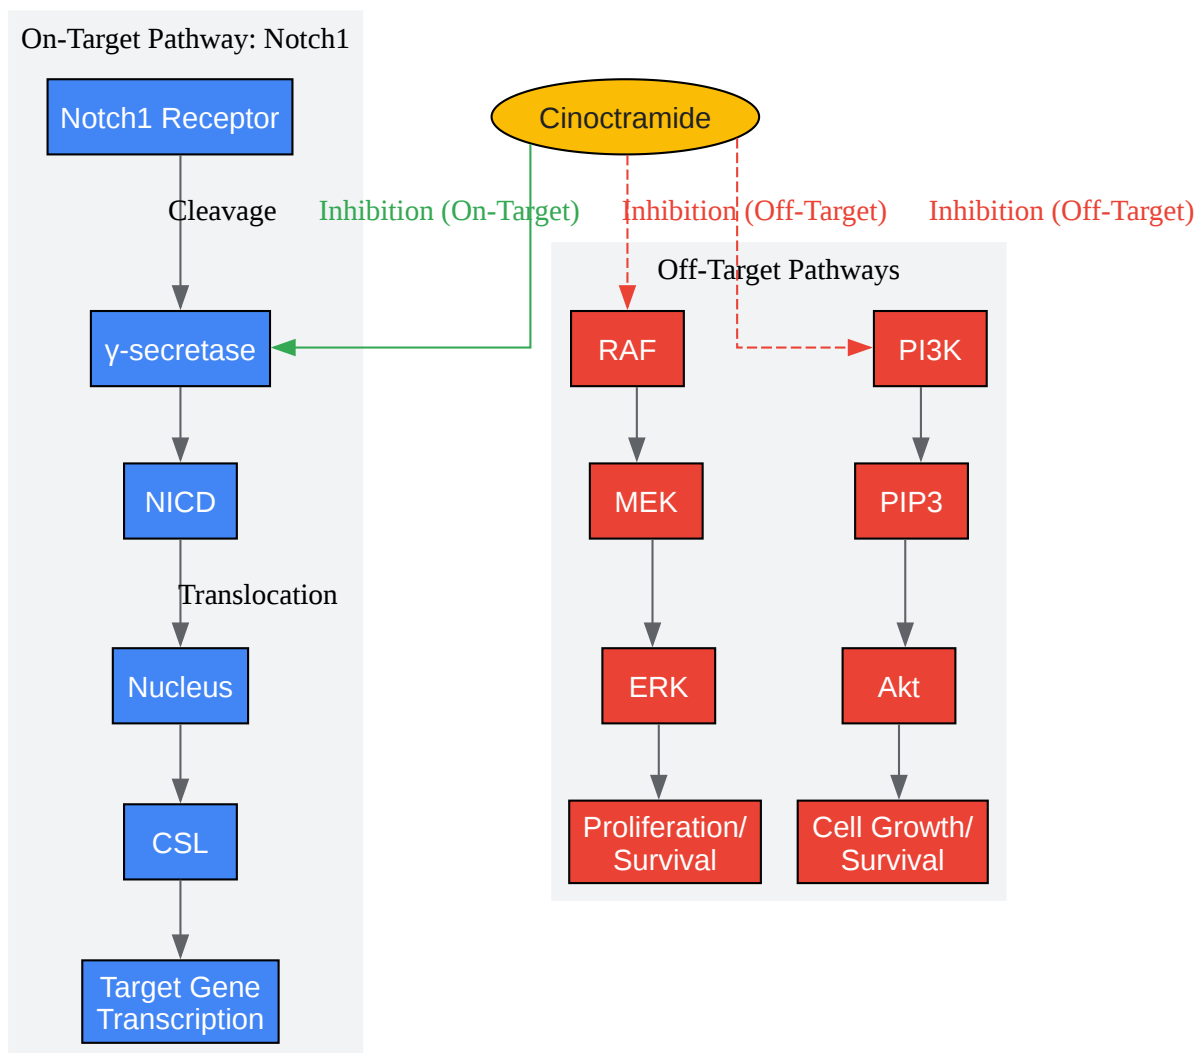 On-Target Pathway: Notch1
Notch1 Receptor
Cinoctramide
Cleavage
Inhibition (On-Target)
Inhibition (Off-Target)
Inhibition (Off-Target)
Off-Target Pathways
γ-secretase
RAF
PI3K
NICD
MEK
PIP3
Translocation
Nucleus
ERK
Akt
CSL
Proliferation/
Survival
Cell Growth/
Survival
Target Gene
Transcription